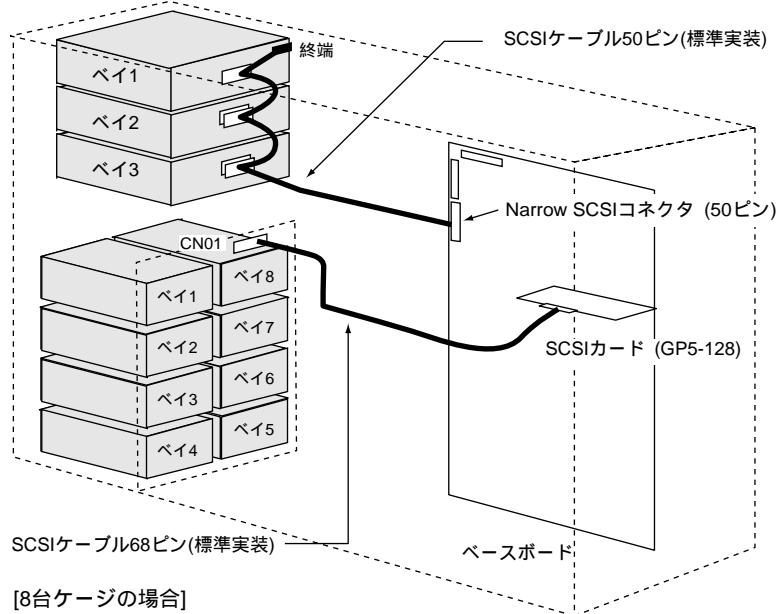 SCSIケーブル50ピン(標準実装)
終端
ベイ1
ベイ2
ベイ3
Narrow SCSIコネクタ (50ピン)
CN01
ベイ8
ベイ1
ベイ7
ベイ2
SCSIカード (GP5-128)
ベイ6
ベイ3
ベイ5
ベイ4
SCSIケーブル68ピン(標準実装)
ベースボード
[8台ケージの場合]